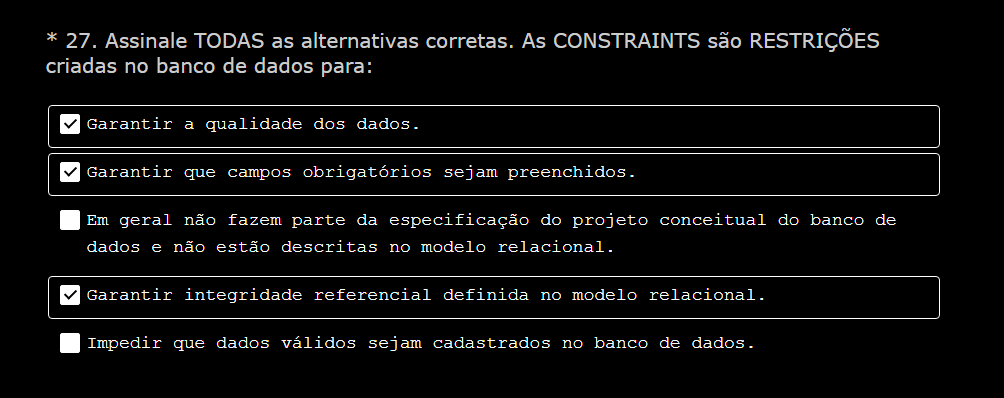 * 27. Assinale TODAS as alternativas corretas. As CONSTRAINTS são RESTRIÇÕES
criadas no banco de dados para:
Garantir a qualidade dos dados.
Garantir que campos obrigatórios sejam preenchidos.
Em geral não fazem parte da especificação do projeto conceitual do banco de
dados e não estão descritas no modelo relacional.
Garantir integridade referencial definida no modelo relacional.
Impedir que dados válidos sejam cadastrados no banco de dados.